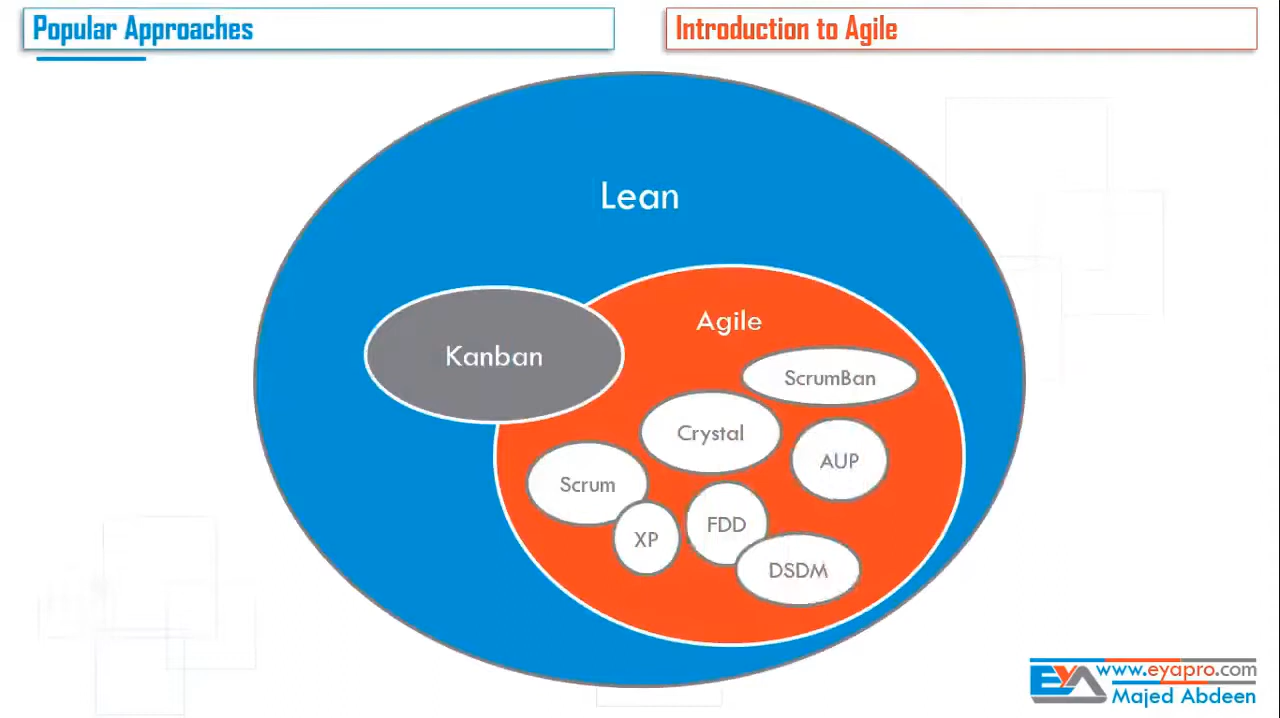 Popular Approaches
Introduction to Agile
Lean
Agile
Kanban
ScrumBan
Crystal
AUP
Scrum
FDD
XP
DSDM
EYA
www.eyapro.com
Majed Abdeen